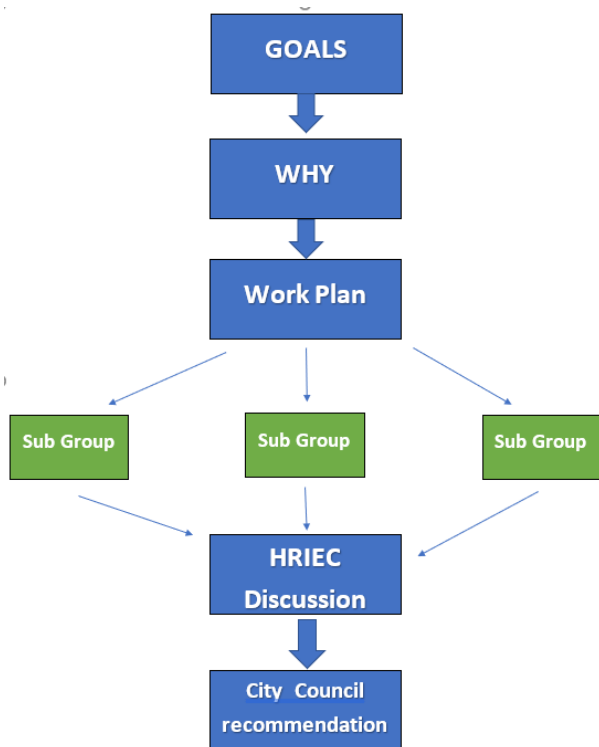 GOALS
WHY
Work Plan
Sub Group
Sub Group
Sub Group
HRIEC
Discussion
City Council
recommendation